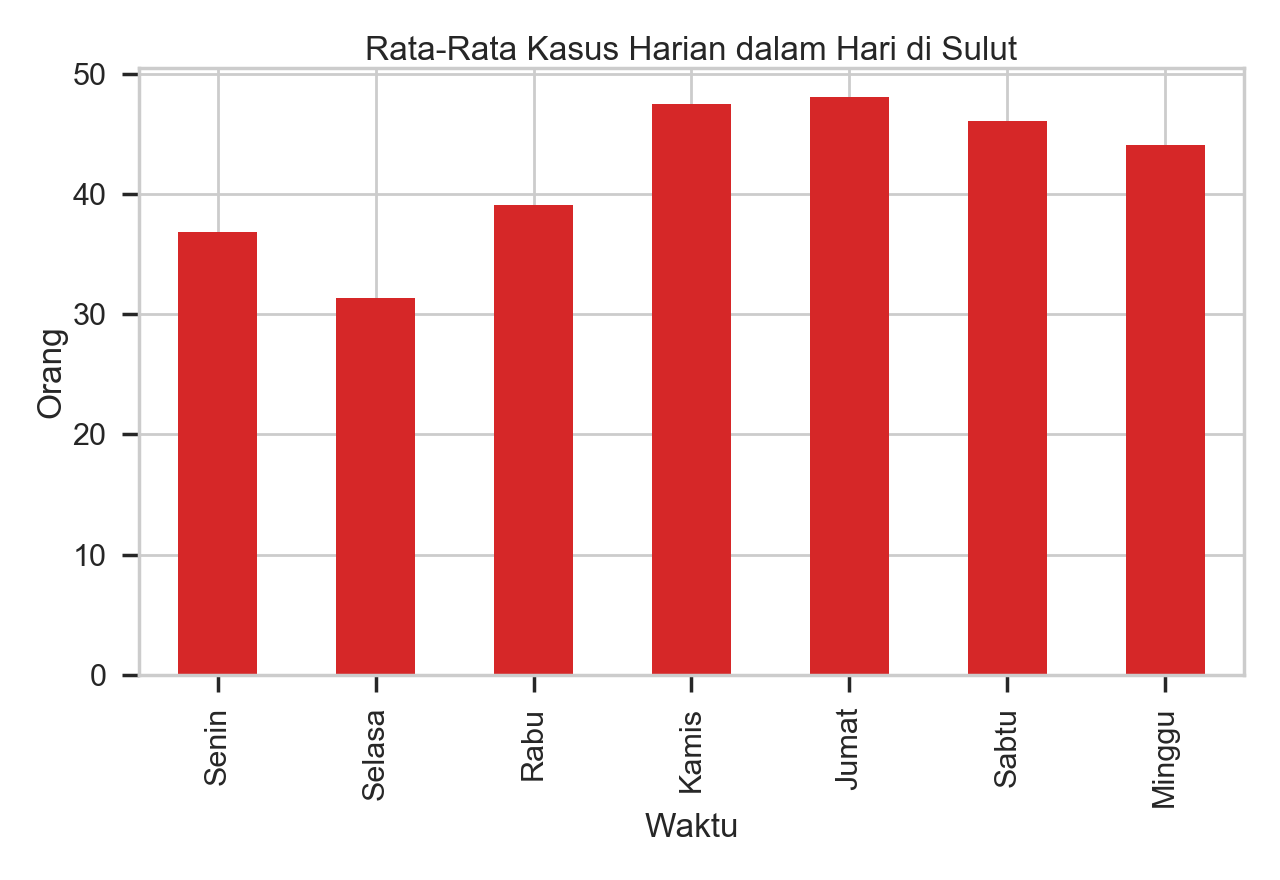 Rata-Rata Kasus Harian dalam Hari di Sulut
50
40
30
20
10
0
Orang
Senin
Selasa
Rabu
Kamis
Jumat
Sabtu
Minggu
Waktu